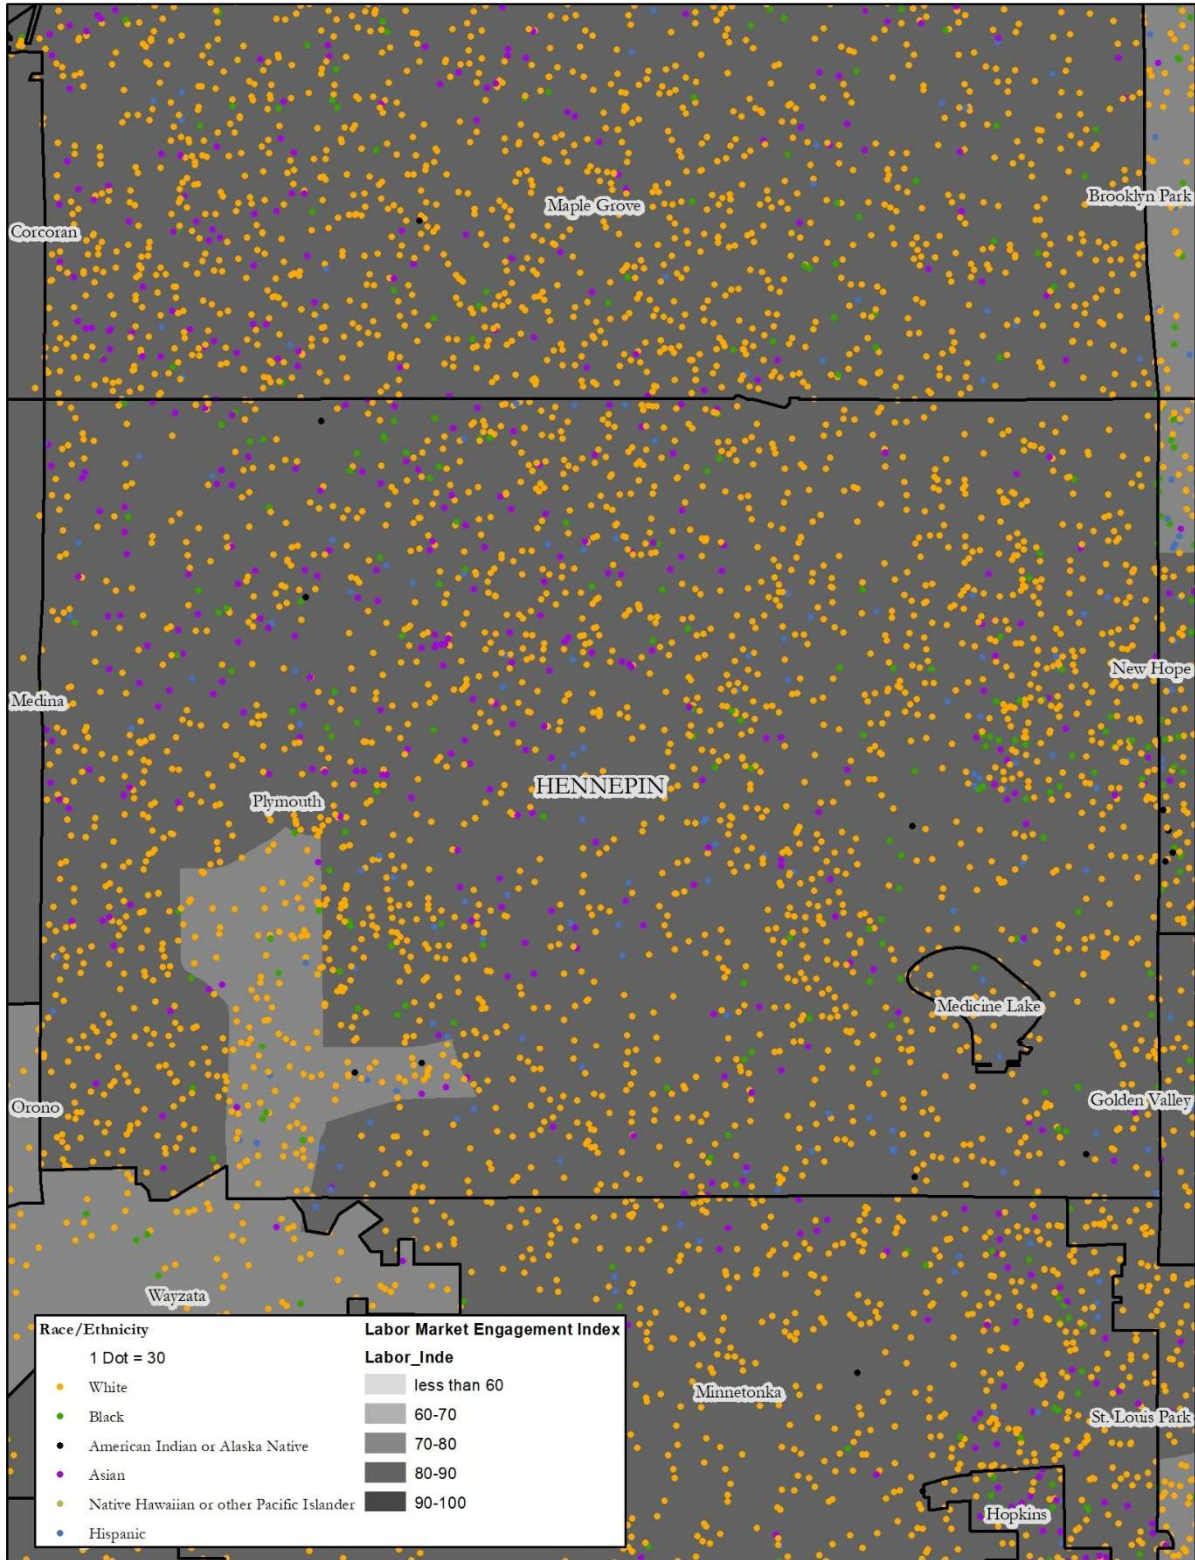 Maple Grove
Brooklyn Park
Corcoran
New Hope
Medina
HENNEPIN
Plymouth
Medicine Lake
Golden Valley
Orono
Wayzata
Minnetonka
St. Louis Park
Hopkins
Race/Ethnicity
1 Dot = 30
White
Black
American Indian or Alaska Native
Asian
Native Hawaiian or other Pacific Islander
Hispanic
Labor Market Engagement Index
Labor_Inde
less than 60
60-70
70-80
80-90
90-100